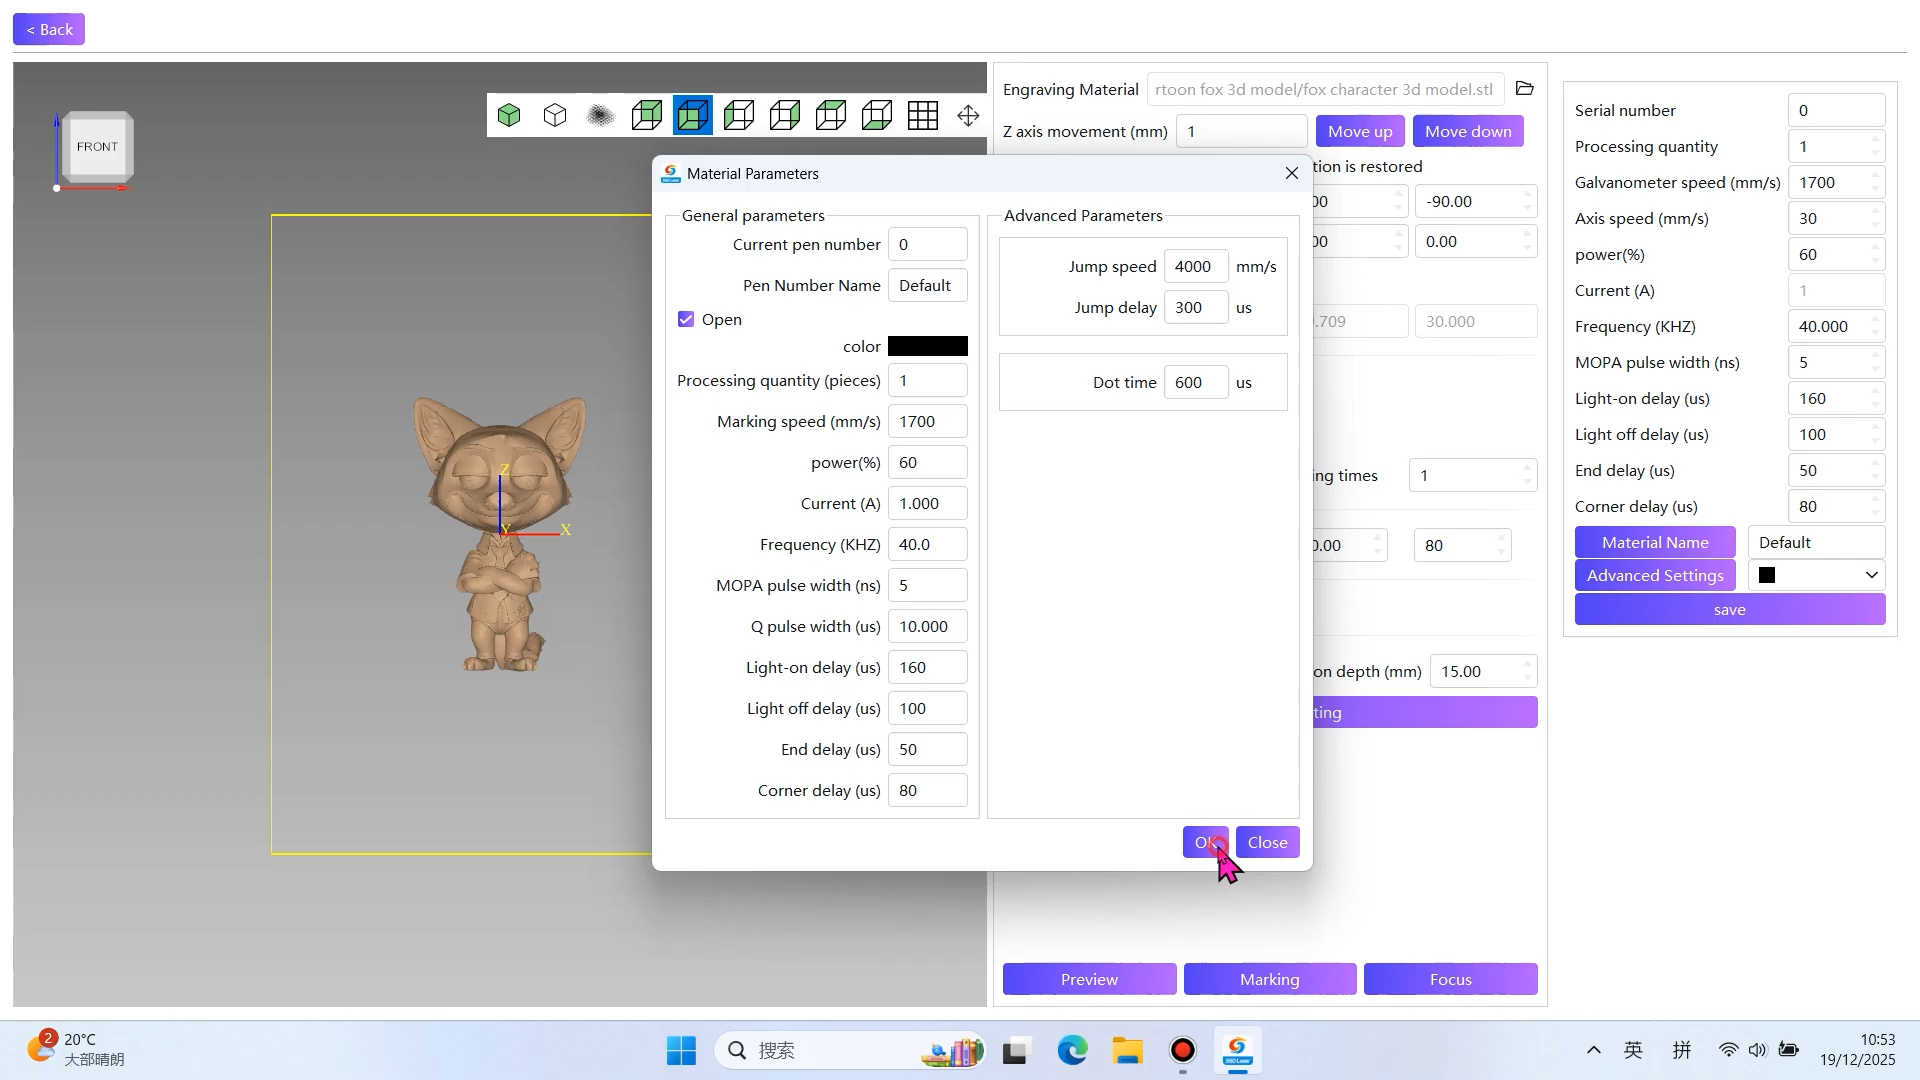 < Back
FRONT
Z
Y
X
Engraving Material
rtoon fox 3d model/fox character 3d model.stl
Z axis movement (mm)
1
Move up
Move down
tion is restored
00
-90.00
00
0.00
.709
30.000
ing times
1
0.00
80
on depth (mm)
15.00
ting
Preview
Marking
Focus
Material Parameters
General parameters
Current pen number
0
Pen Number Name
Default
Open
color
Processing quantity (pieces)
1
Marking speed (mm/s)
1700
power(%)
60
Current (A)
1.000
Frequency (KHZ)
40.0
MOPA pulse width (ns)
5
Q pulse width (us)
10.000
Light-on delay (us)
160
Light off delay (us)
100
End delay (us)
50
Corner delay (us)
80
Advanced Parameters
Jump speed
4000
mm/s
Jump delay
300
us
Dot time
600
us
Close
Serial number
0
Processing quantity
1
Galvanometer speed (mm/s)
1700
Axis speed (mm/s)
30
power(%)
60
Current (A)
1
Frequency (KHZ)
40.000
MOPA pulse width (ns)
5
Light-on delay (us)
160
Light off delay (us)
100
End delay (us)
50
Corner delay (us)
80
Material Name
Default
Advanced Settings
save
2
20°C
大部晴朗
搜索
英
拼
10:53
19/12/2025